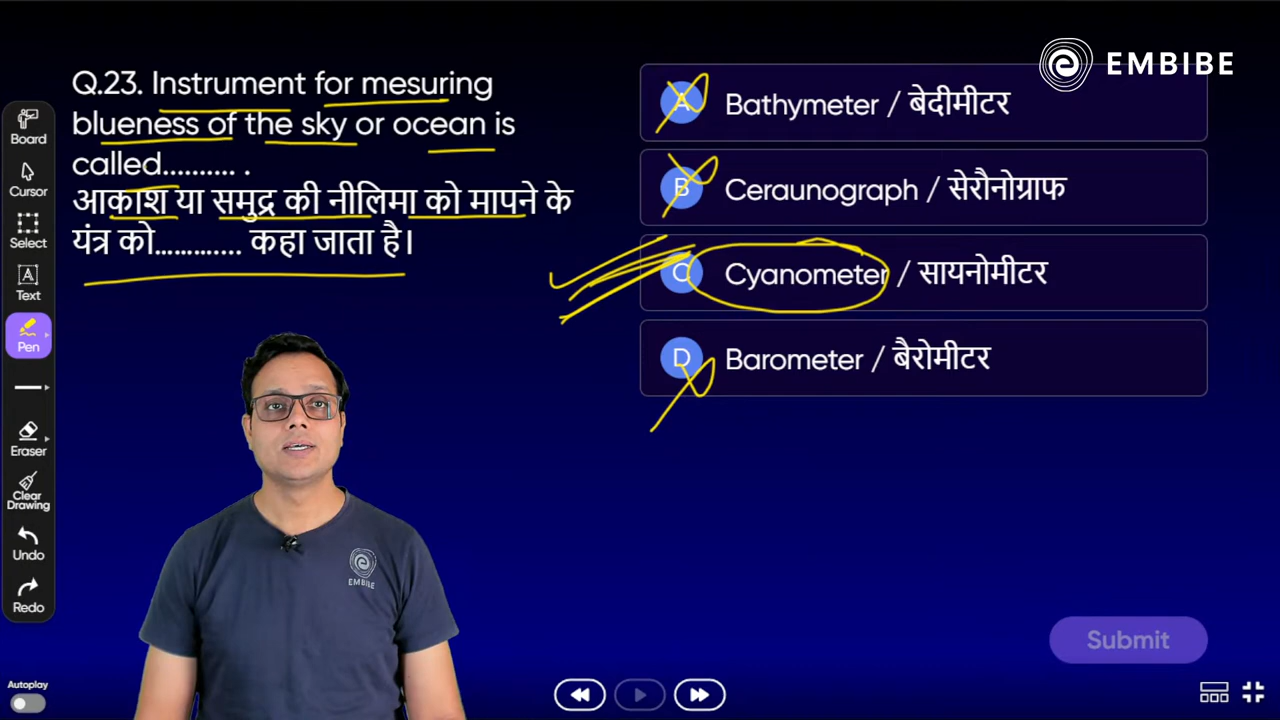 EMBIBE
Q.23. Instrument for mesuring
blueness of the sky or ocean is
called.......... .
आकाश या समुद्र की नीलिमा को मापने के
यंत्र को............. कहा जाता है।
A Bathymeter / बेदीमीटर
B Ceraunograph / सेरौनोग्राफ
C Cyanometer / सायनोमीटर
D Barometer / बैरोमीटर
Board
Cursor
Select
A
Text
Pen
Eraser
Clear
Drawing
Undo
Redo
EMBIBE
Submit
Autoplay